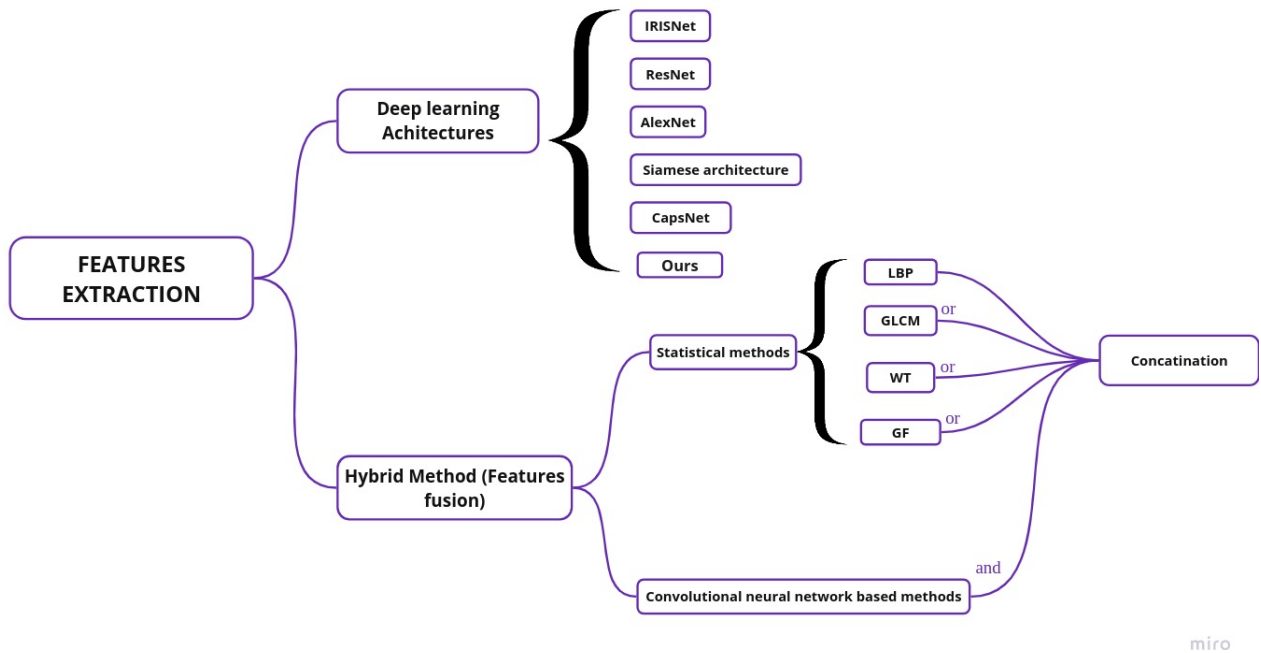 FEATURES
EXTRACTION
Deep learning
Achitectures
IRISNet
ResNet
AlexNet
Siamese architecture
CapsNet
Ours
Hybrid Method (Features
fusion)
Statistical methods
LBP
or
GLCM
or
WT
or
GF
Convolutional neural network based methods
and
Concatination
miro